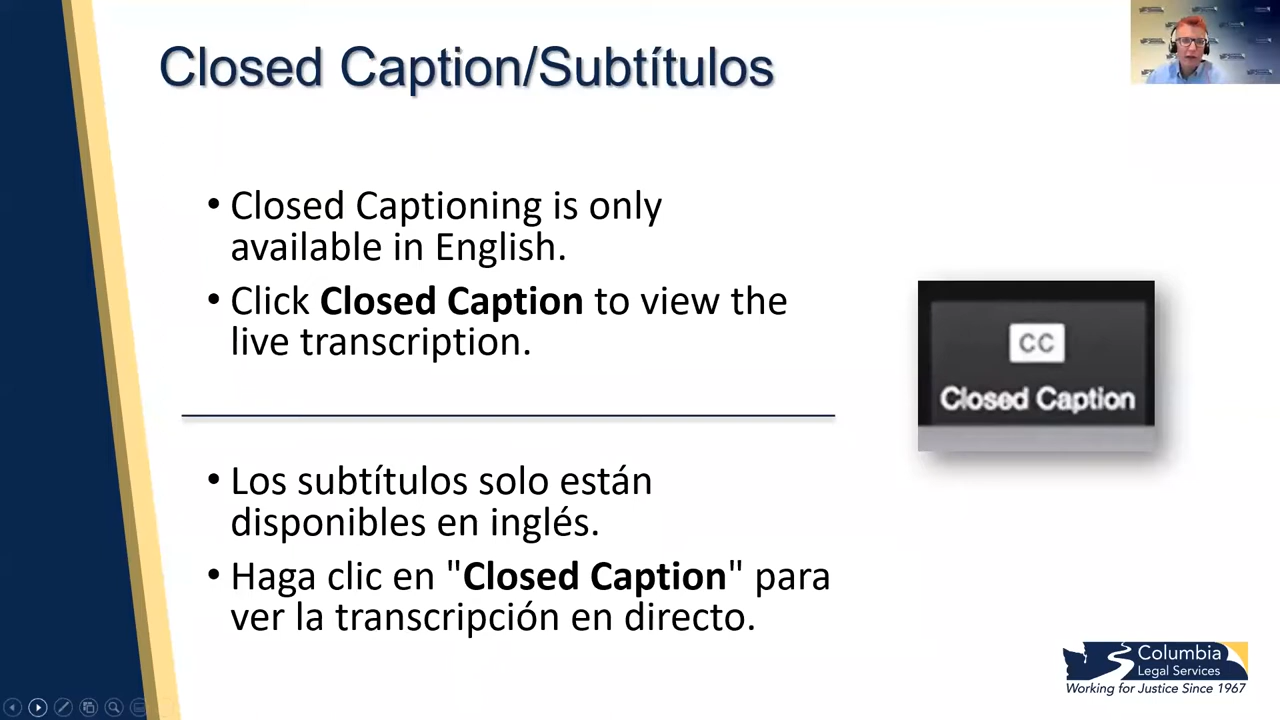 Closed Caption/Subtítulos
• Closed Captioning is only
available in English.
• Click Closed Caption to view the
live transcription.
CC
Closed Caption
• Los subtítulos solo están
disponibles en inglés.
• Haga clic en "Closed Caption" para
ver la transcripción en directo.
Columbia
Legal Services
Working for Justice Since 1967